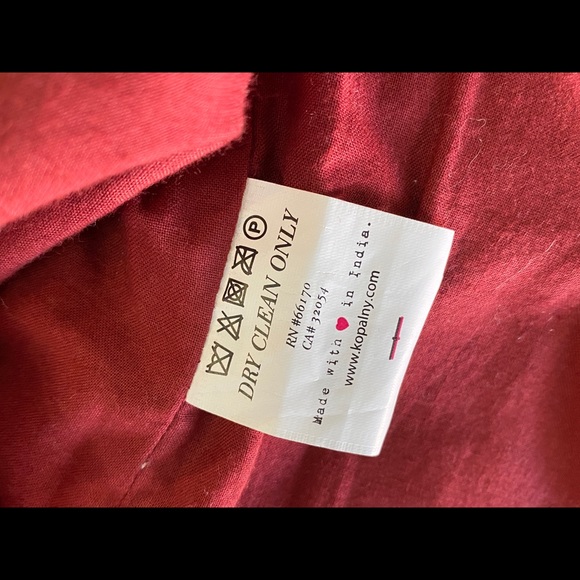 DRY CLEAN ONLY
RN #66170
CA# 32054
Made with ❤ in India.
www.kopalny.com